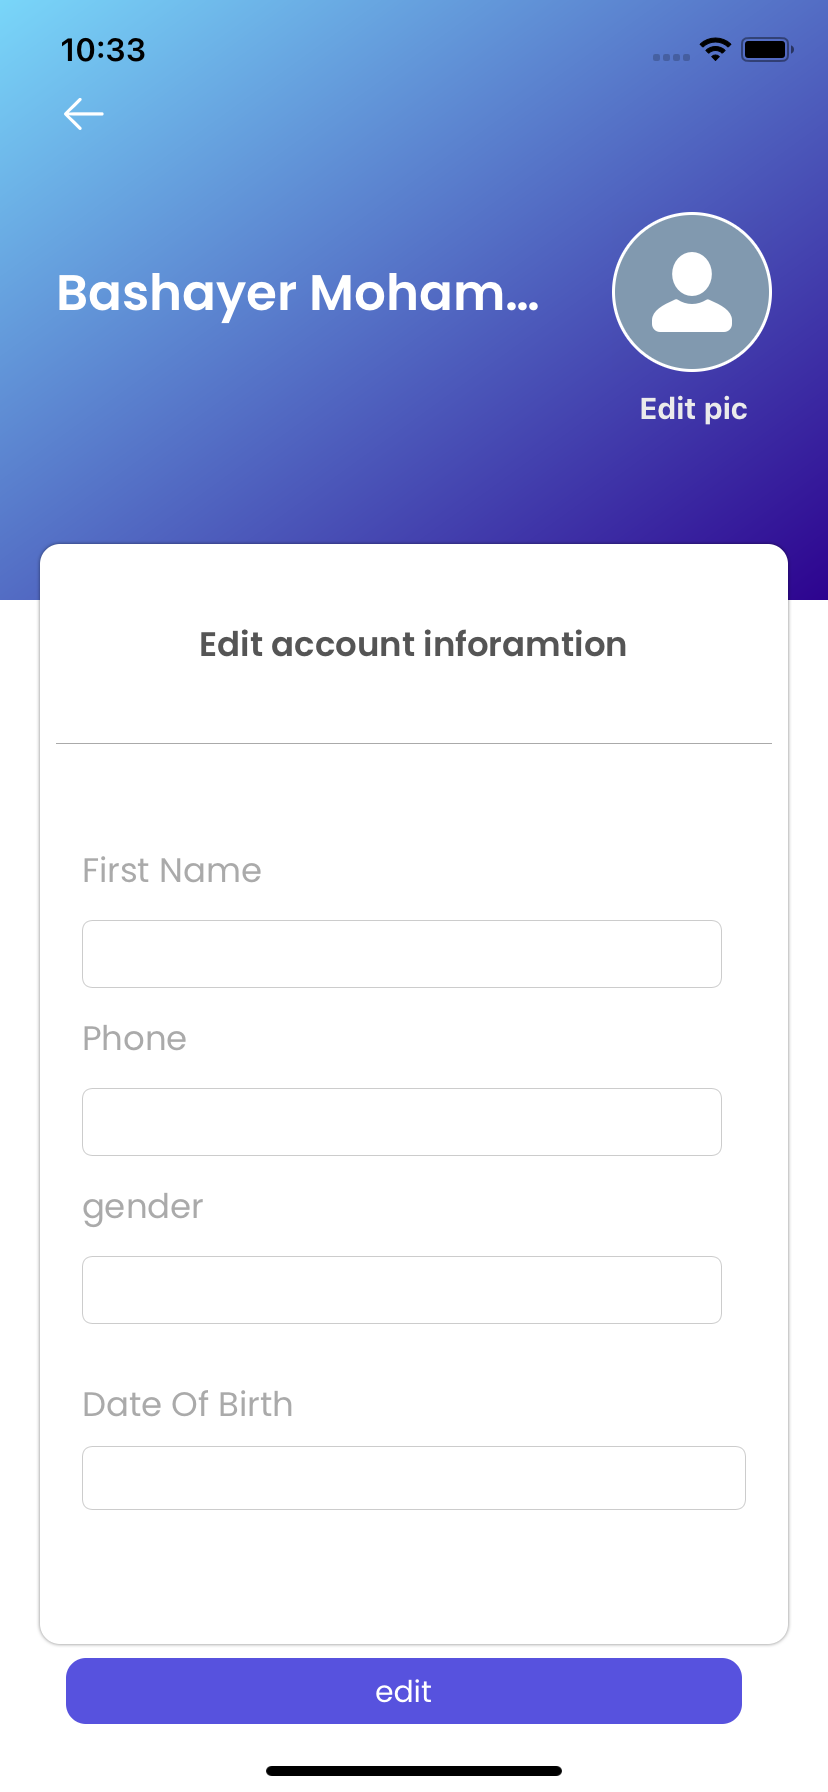 10:33
Bashayer Moham...
Edit pic
Edit account inforamtion
First Name
Phone
gender
Date Of Birth
edit